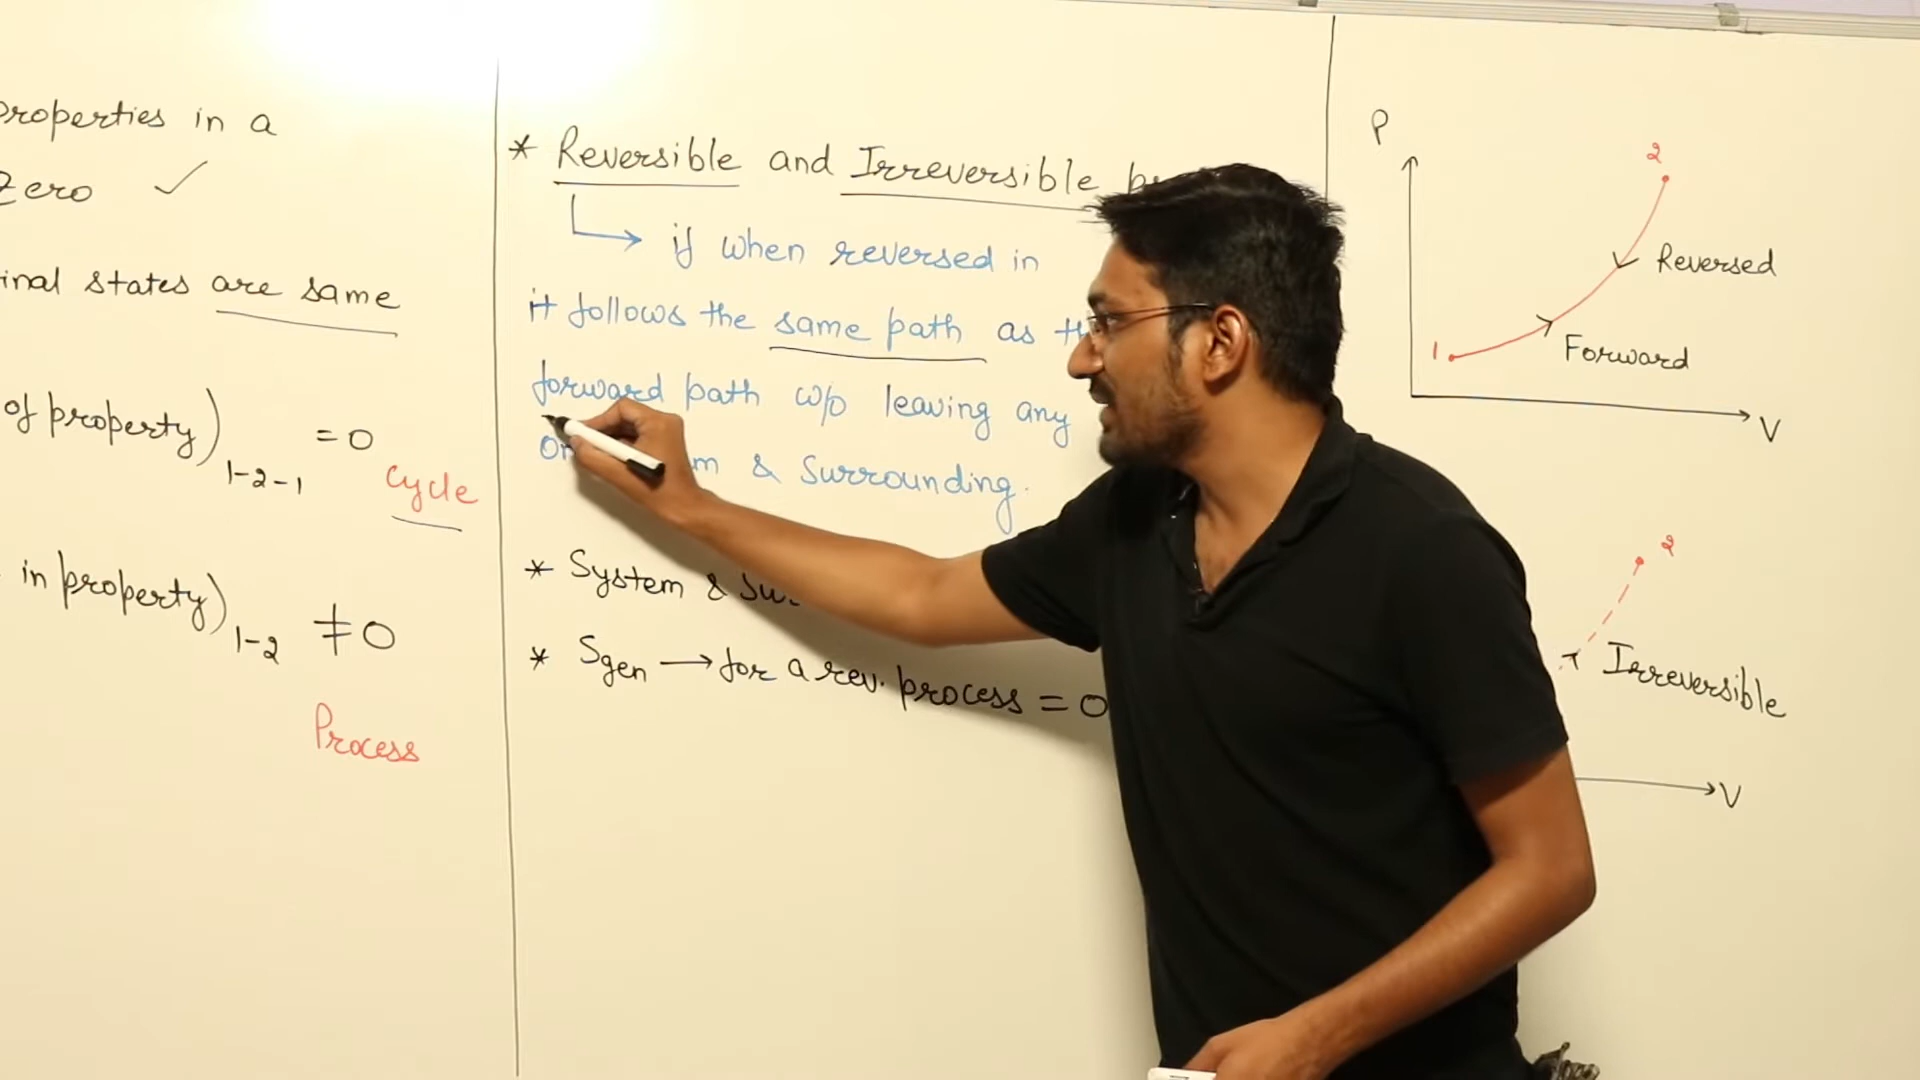 properties in a
zero ✓
inal states are same
of property)1-2-1 = 0
cycle
in property)1-2 ≠ 0
Process
* Reversible and Irreversible
if when reversed in
it follows the same path as
forward path w/o leaving any
on & Surrounding.
* System &
* Sgen → for a rev. process = 0
P
2
Reversed
1
Forward
V
2
Irreversible
V